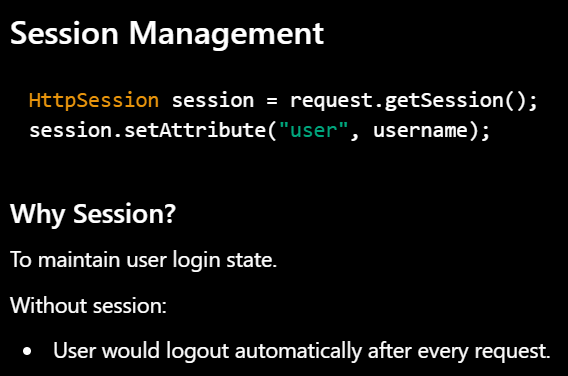 Session Management
HttpSession session = request.getSession();
session.setAttribute("user", username);
Why Session?
To maintain user login state.
Without session:
• User would logout automatically after every request.